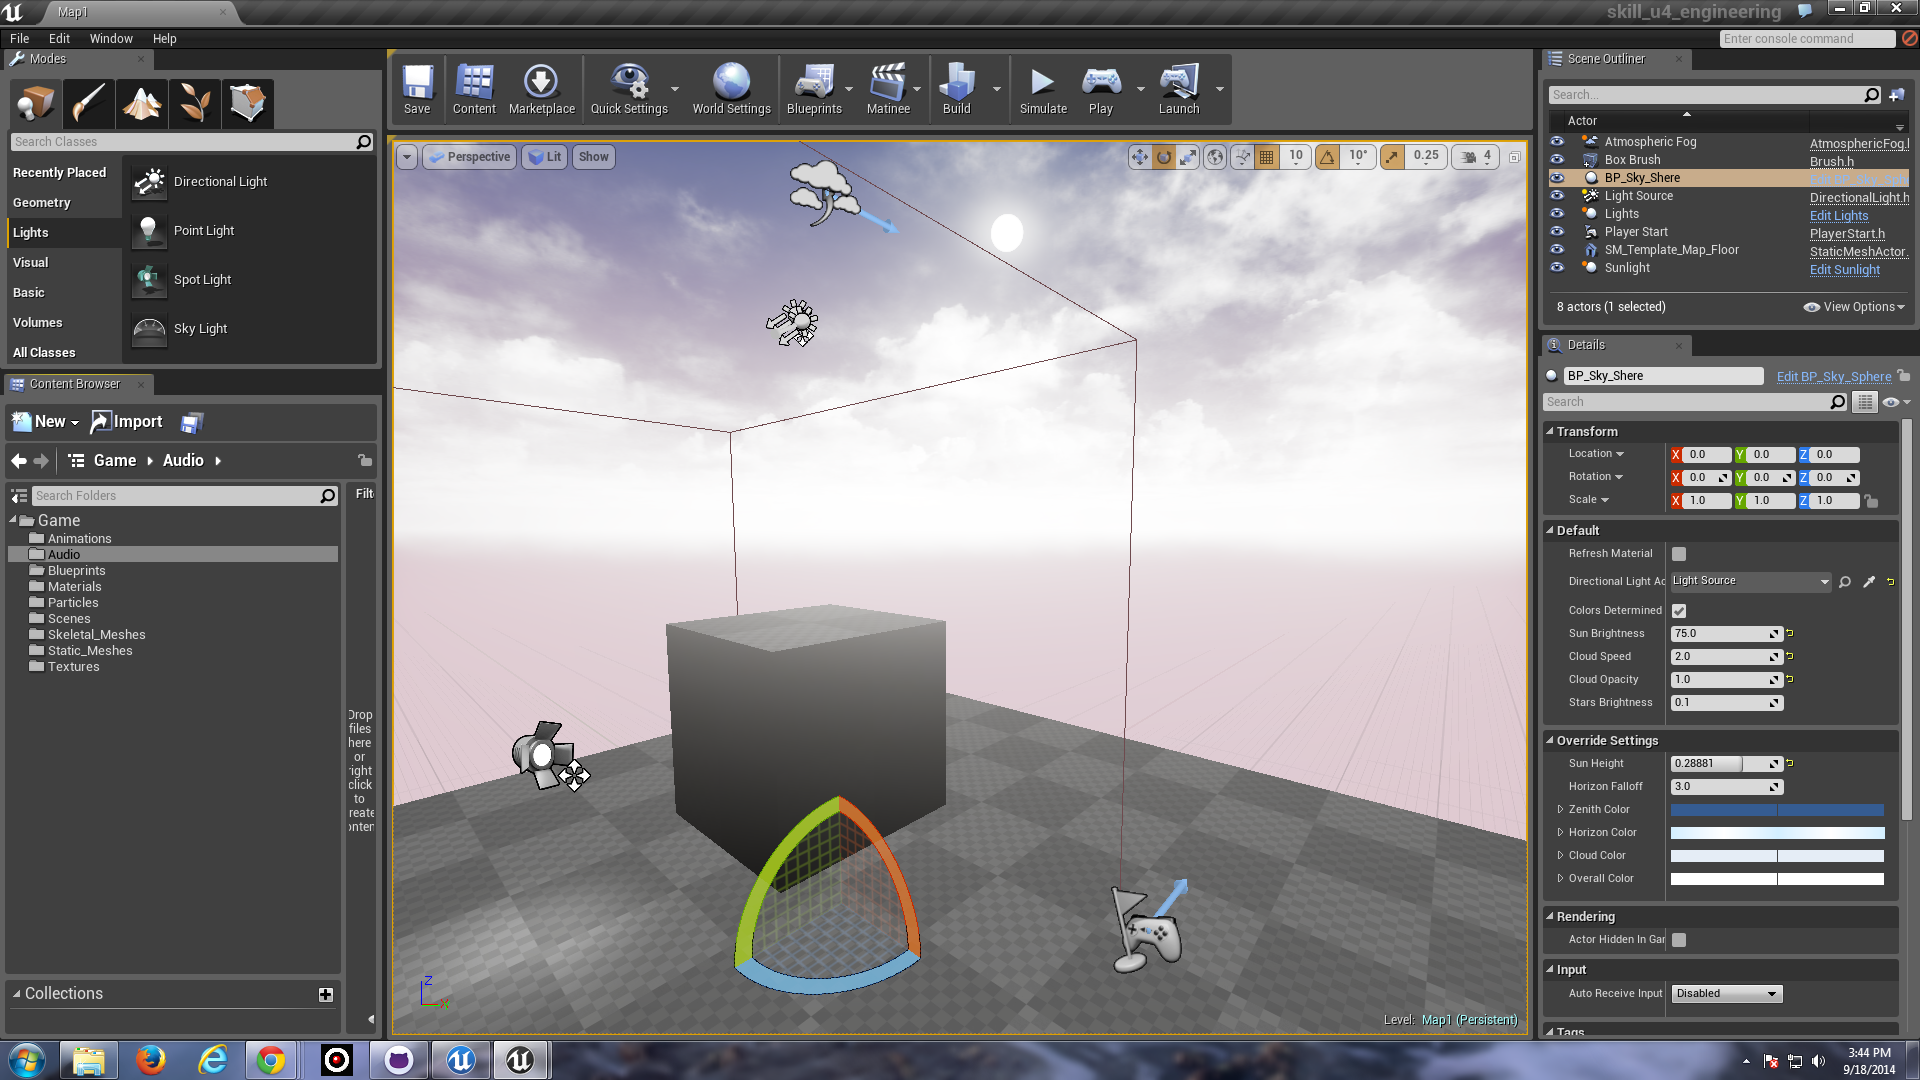 Map1
skill_u4_engineering
File Edit Window Help
Enter console command
Modes
Search Classes
Recently Placed
Geometry
Lights
Visual
Basic
Volumes
All Classes
Directional Light
Point Light
Spot Light
Sky Light
Content Browser
New Import
Game Audio
Search Folders
Filt
Game
Animations
Audio
Blueprints
Materials
Particles
Scenes
Skeletal_Meshes
Static_Meshes
Textures
Drop
files
here
or
right
click
to
reate
onten
Collections
Save Content Marketplace Quick Settings World Settings Blueprints Matinee Build Simulate Play Launch
Perspective Lit Show
10 10° 0.25 4
Z
X
Level: Map1 (Persistent)
Scene Outliner
Search...
Actor
Atmospheric Fog AtmosphericFog.h
Box Brush Brush.h
BP_Sky_Shere
Light Source DirectionalLight.h
Lights Edit Lights
Player Start PlayerStart.h
SM_Template_Map_Floor StaticMeshActor.
Sunlight Edit Sunlight
8 actors (1 selected) View Options
Details
BP_Sky_Shere Edit BP_Sky_Sphere
Search
Transform
Location X 0.0 Y 0.0 Z 0.0
Rotation X 0.0 Y 0.0 Z 0.0
Scale X 1.0 Y 1.0 Z 1.0
Default
Refresh Material
Directional Light Ac Light Source
Colors Determined
Sun Brightness 75.0
Cloud Speed 2.0
Cloud Opacity 1.0
Stars Brightness 0.1
Override Settings
Sun Height 0.28881
Horizon Falloff 3.0
Zenith Color
Horizon Color
Cloud Color
Overall Color
Rendering
Actor Hidden In Gar
Input
Auto Receive Input Disabled
Tags
3:44 PM
9/18/2014